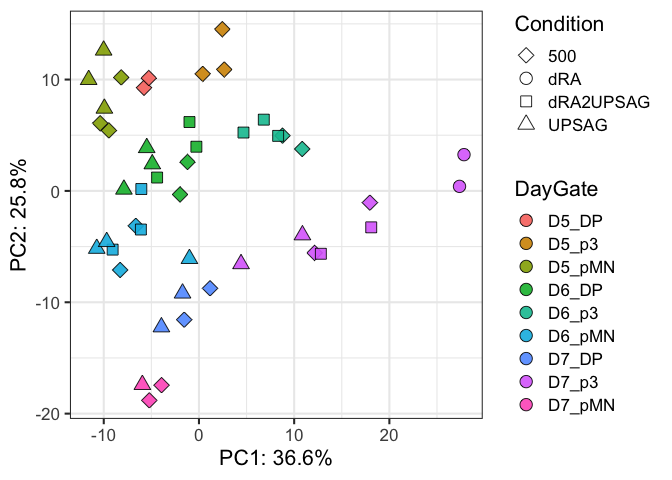 10
0
-10
-20
-10
0
10
20
PC2: 25.8%
PC1: 36.6%
Condition
500
dRA
dRA2UPSAG
UPSAG
DayGate
D5_DP
D5_p3
D5_pMN
D6_DP
D6_p3
D6_pMN
D7_DP
D7_p3
D7_pMN